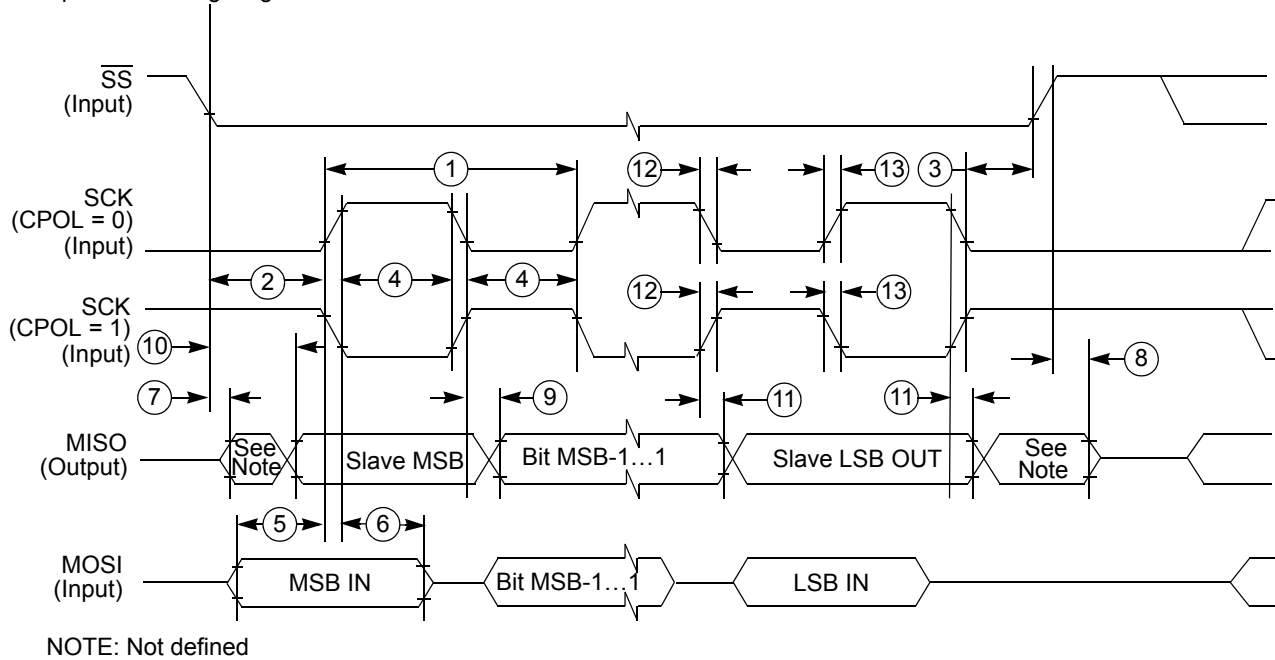 SS
(Input)
1
12
13
3
SCK
(CPOL = 0)
(Input)
2
4
4
12
13
SCK
(CPOL = 1)
(Input)
10
8
7
9
11
11
MISO
(Output)
See
Note
Slave MSB
Bit MSB-1…1
Slave LSB OUT
See
Note
5
6
MOSI
(Input)
MSB IN
Bit MSB-1…1
LSB IN
NOTE: Not defined